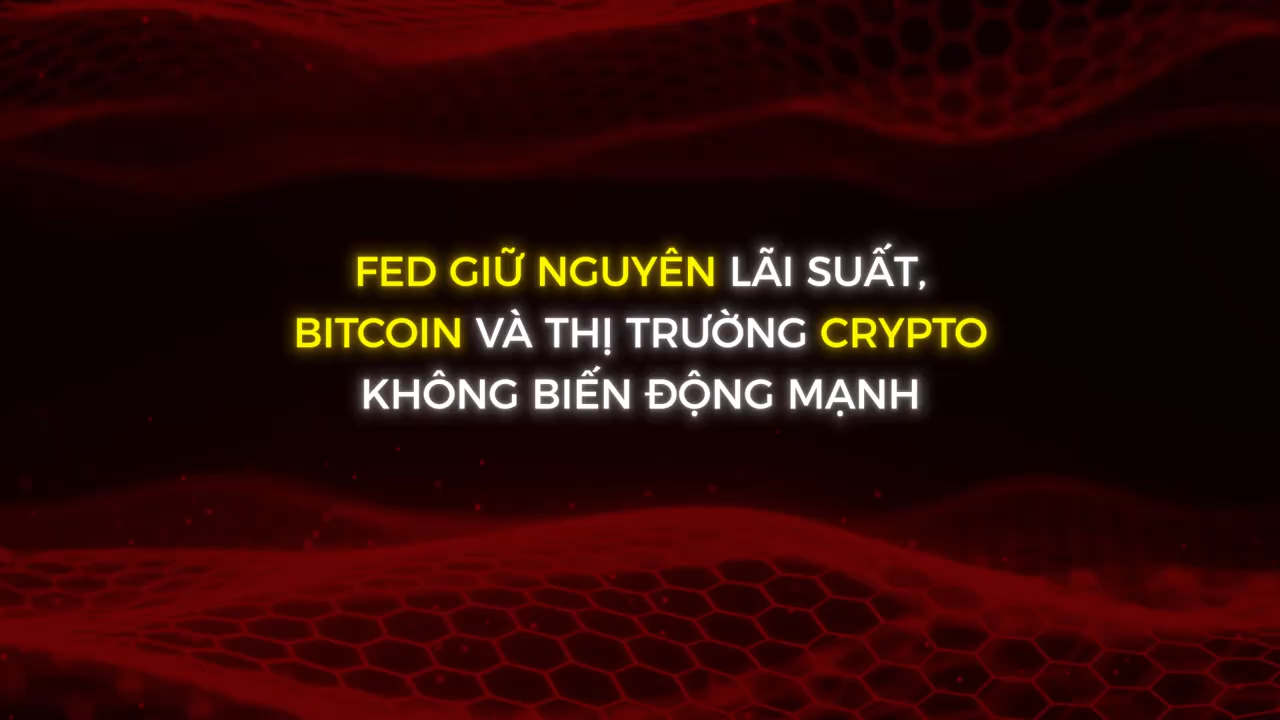 FED GIỮ NGUYÊN LÃI SUẤT,
BITCOIN VÀ THỊ TRƯỜNG CRYPTO
KHÔNG BIẾN ĐỘNG MẠNH